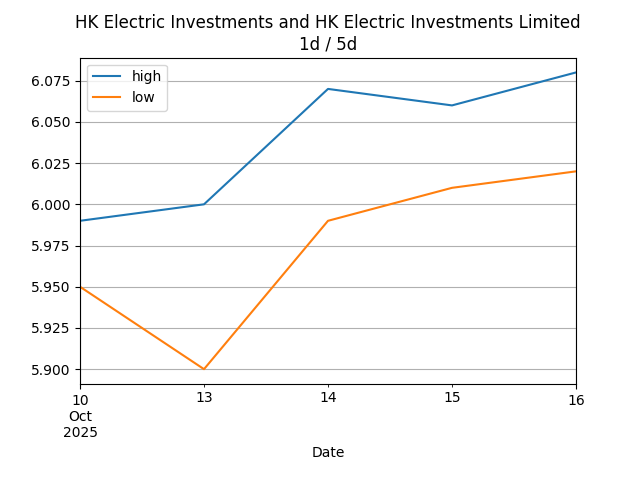 HK Electric Investments and HK Electric Investments Limited
1d / 5d
high
low
6.075
6.050
6.025
6.000
5.975
5.950
5.925
5.900
10
Oct
2025
13
14
15
16
Date